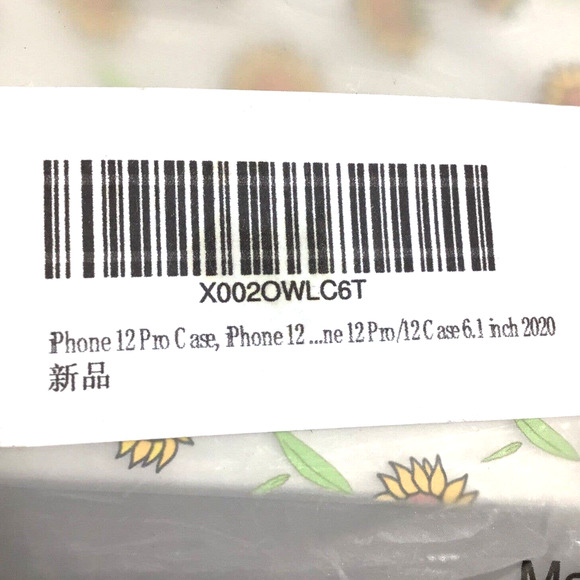 X002OWLC6T
iPhone 12 Pro Case, iPhone 12 ...ne 12 Pro/12 Case 6.1 inch 2020
新品